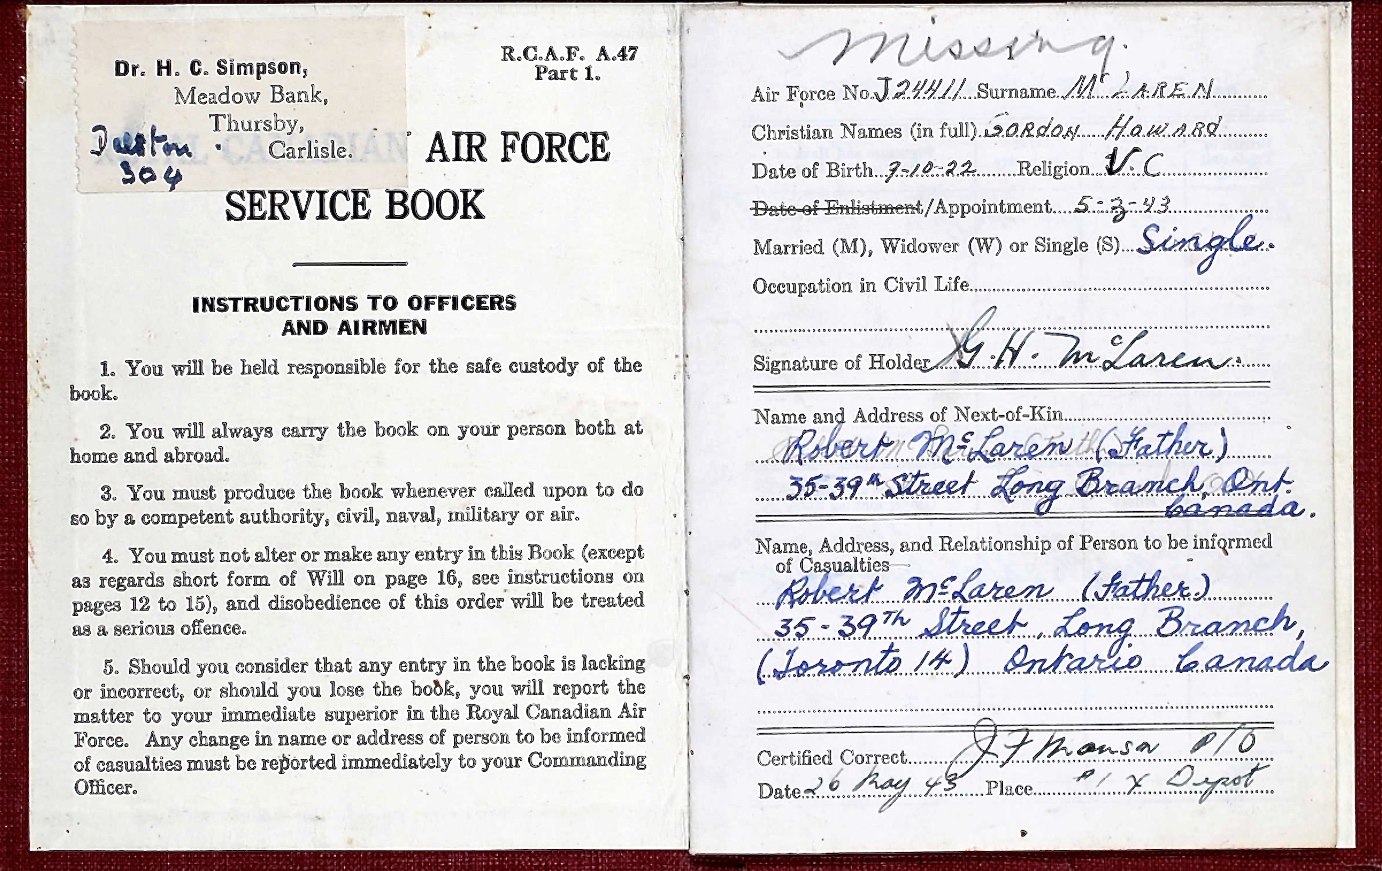 Dr. H. C. Simpson,
Meadow Bank,
Thursby,
Carlisle.
Dalston
304
R.C.A.F. A.47
Part 1.
AIR FORCE
SERVICE BOOK
INSTRUCTIONS TO OFFICERS
AND AIRMEN
1. You will be held responsible for the safe custody of the
book.
2. You will always carry the book on your person both at
home and abroad.
3. You must produce the book whenever called upon to do
so by a competent authority, civil, naval, military or air.
4. You must not alter or make any entry in this Book (except
as regards short form of Will on page 16, see instructions on
pages 12 to 15), and disobedience of this order will be treated
as a serious offence.
5. Should you consider that any entry in the book is lacking
or incorrect, or should you lose the book, you will report the
matter to your immediate superior in the Royal Canadian Air
Force. Any change in name or address of person to be informed
of casualties must be reported immediately to your Commanding
Officer.
Missing.
Air Force No. J24411 Surname McLAREN
Christian Names (in full) GORDON HOWARD
Date of Birth 7-10-22 Religion U.C
Date of Enlistment/Appointment 5-3-43
Married (M), Widower (W) or Single (S) Single.
Occupation in Civil Life
Signature of Holder G. H. McLaren.
Name and Address of Next-of-Kin
Robert McLaren (Father)
35-39th Street Long Branch, Ont.
Canada.
Name, Address, and Relationship of Person to be informed
of Casualties
Robert McLaren (Father)
35-39TH Street, Long Branch,
(Toronto 14) Ontario Canada
Certified Correct P/O
Date 26 May 43 Place Depot